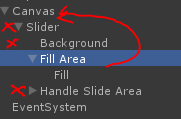 Canvas
Slider
Background
Fill Area
Fill
Handle Slide Area
EventSystem